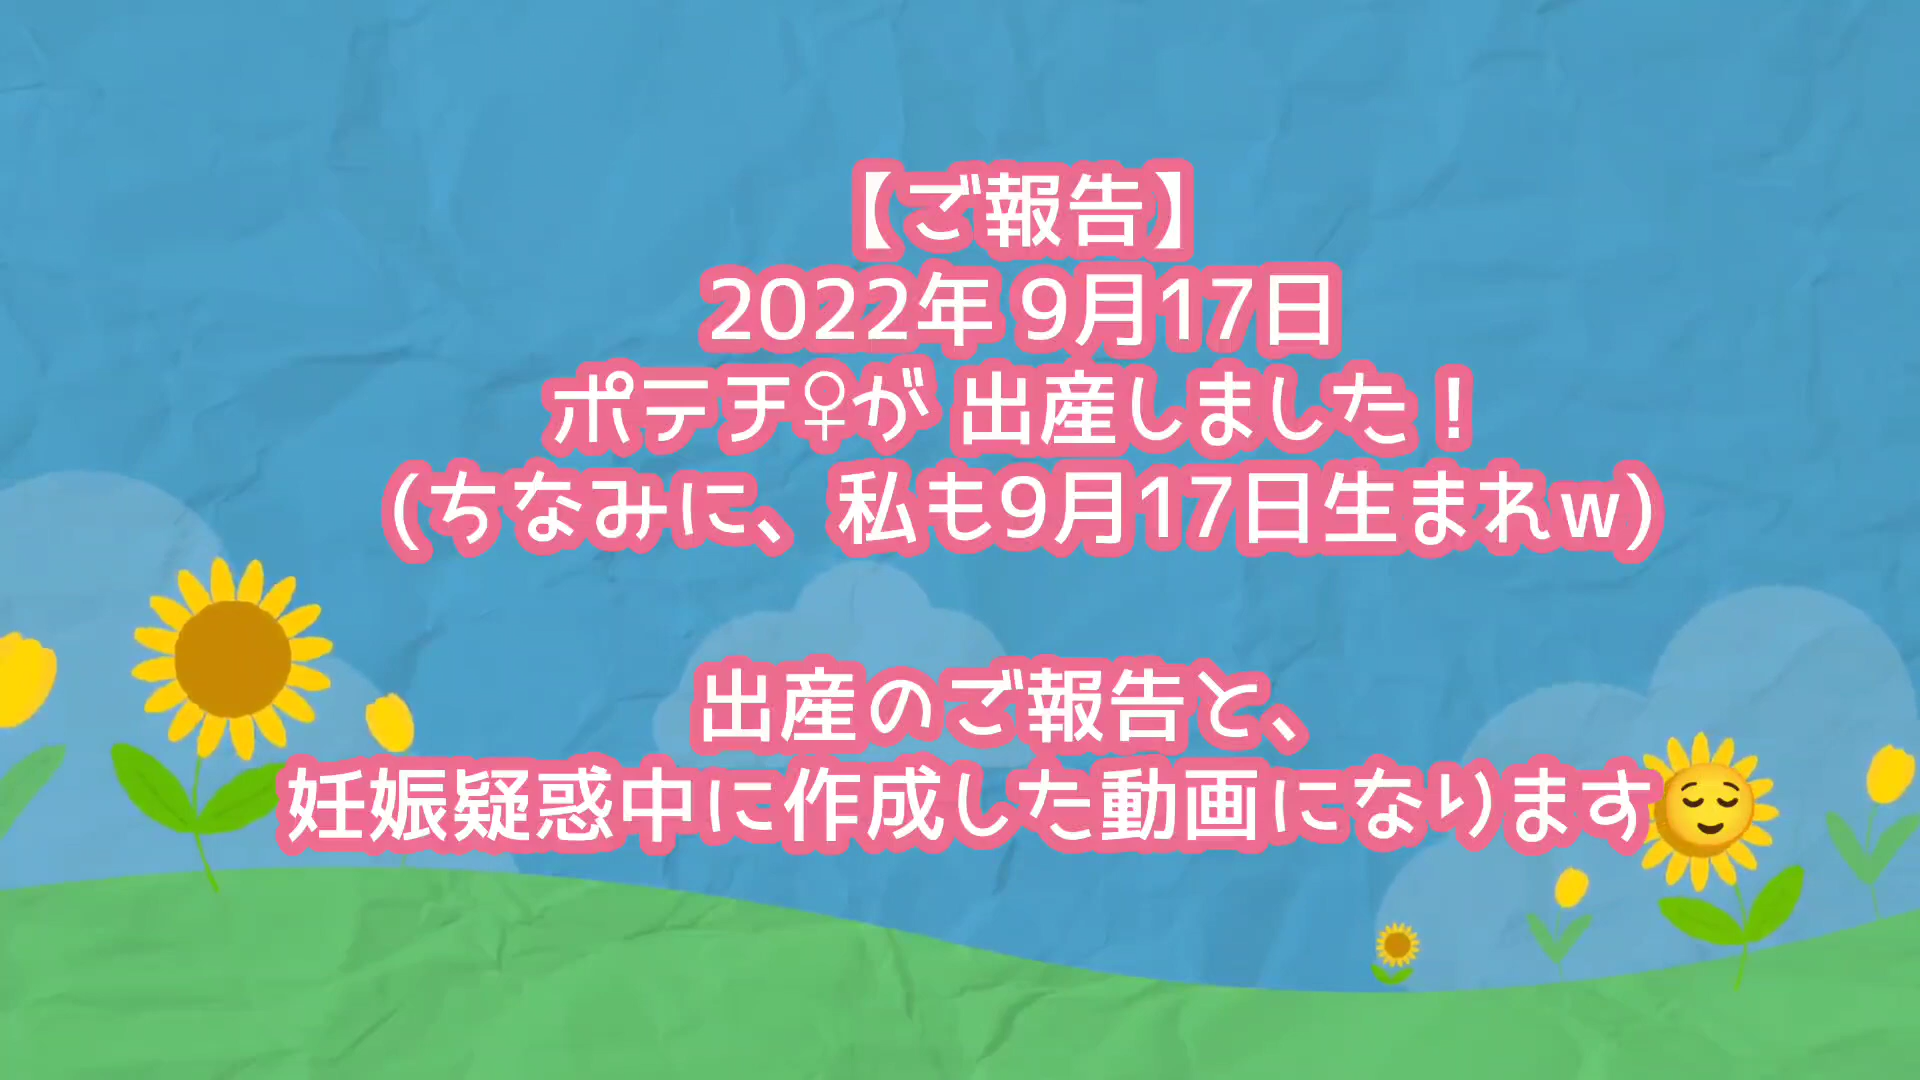 【ご報告】
2022年 9月17日
ポテチ♀が 出産しました！
(ちなみに、私も9月17日生まれw)
出産のご報告と、
妊娠疑惑中に作成した動画になります😌